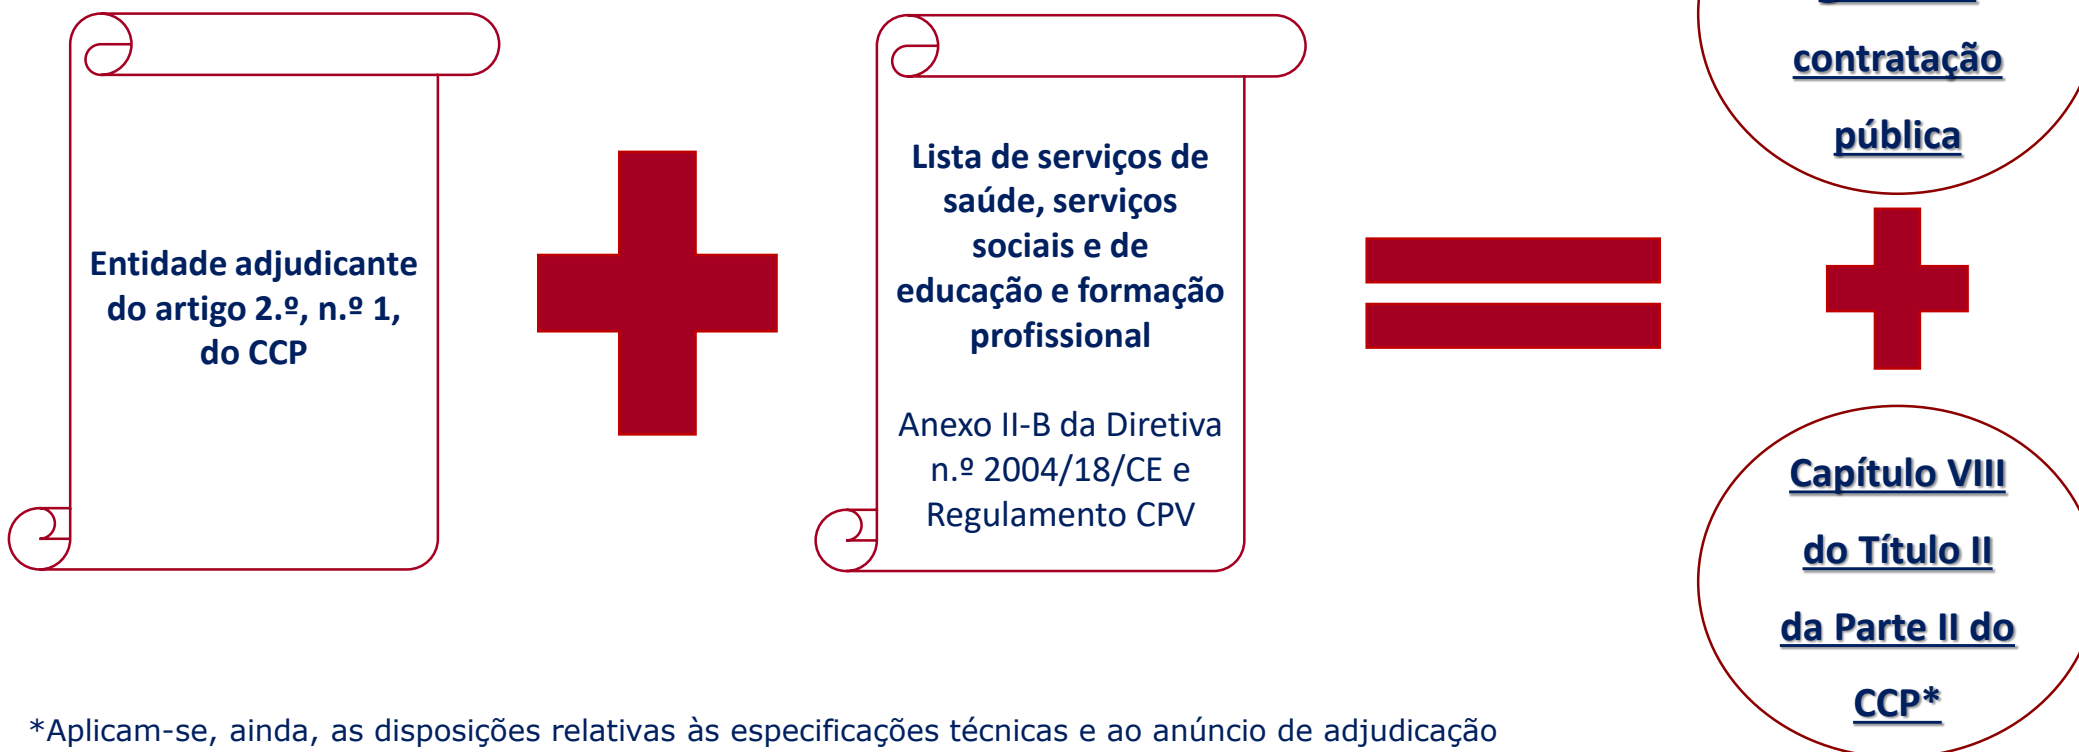 Entidade adjudicante
do artigo 2.º, n.º 1,
do CCP
Lista de serviços de
saúde, serviços
sociais e de
educação e formação
profissional
Anexo II-B da Diretiva
n.º 2004/18/CE e
Regulamento CPV
contratação
pública
Capítulo VIII
do Título II
da Parte II do
CCP*
*Aplicam-se, ainda, as disposições relativas às especificações técnicas e ao anúncio de adjudicação